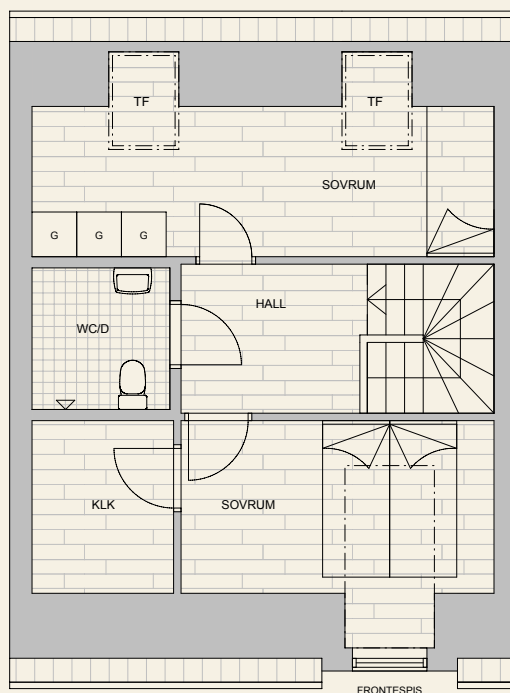 TF TF
SOVRUM
G G G
HALL
WC/D
KLK SOVRUM
FRONTESPIS